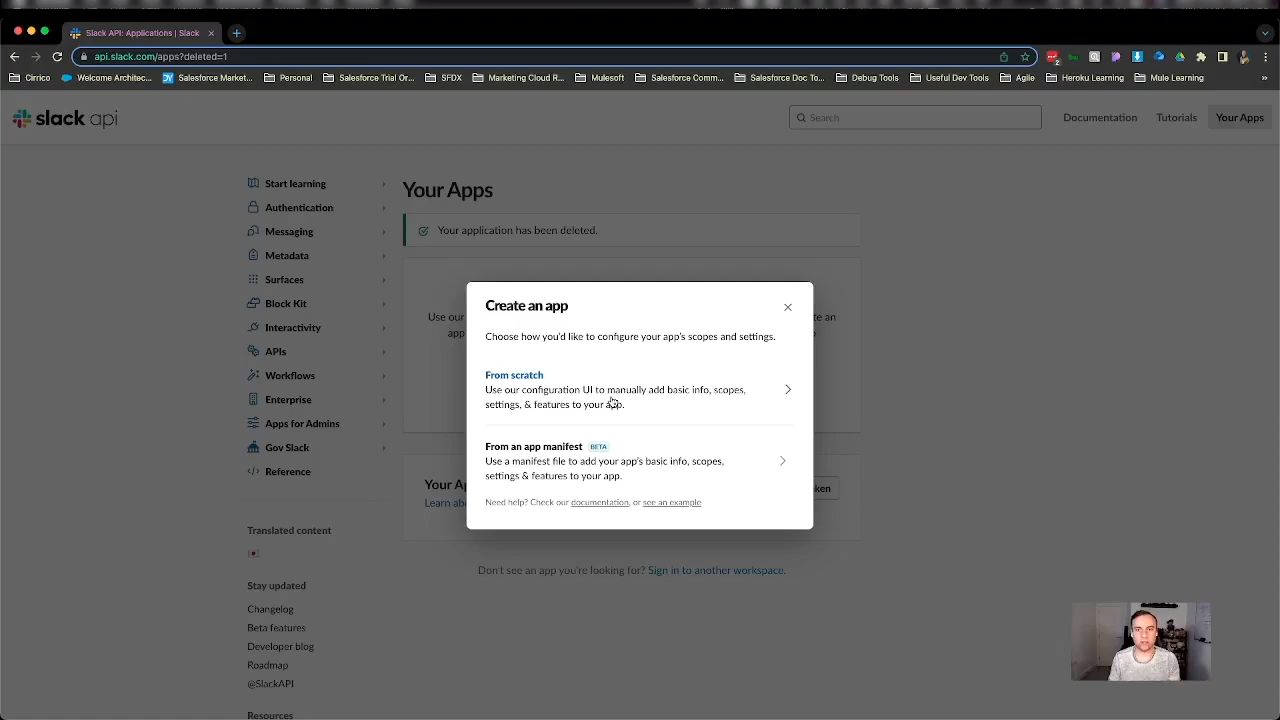 Slack API: Applications | Slack
api.slack.com/apps?deleted=1
Cirrico
Welcome Architec...
Salesforce Market...
Personal
Salesforce Trial Or...
SFDX
Marketing Cloud R...
Mulesoft
Salesforce Comm...
Salesforce Doc To...
Debug Tools
Useful Dev Tools
Agile
Heroku Learning
Mule Learning
slack api
Search
Documentation
Tutorials
Your Apps
Start learning
Authentication
Messaging
Metadata
Surfaces
Block Kit
Interactivity
APIs
Workflows
Enterprise
Apps for Admins
Gov Slack
Reference
Translated content
Stay updated
Changelog
Beta features
Developer blog
Roadmap
@SlackAPI
Resources
Your Apps
Your application has been deleted.
Use our
app
Create an app
Choose how you'd like to configure your app's scopes and settings.
From scratch
Use our configuration UI to manually add basic info, scopes,
settings, & features to your app.
From an app manifest BETA
Use a manifest file to add your app's basic info, scopes,
settings & features to your app.
Need help? Check our documentation, or see an example
Don't see an app you're looking for? Sign in to another workspace.